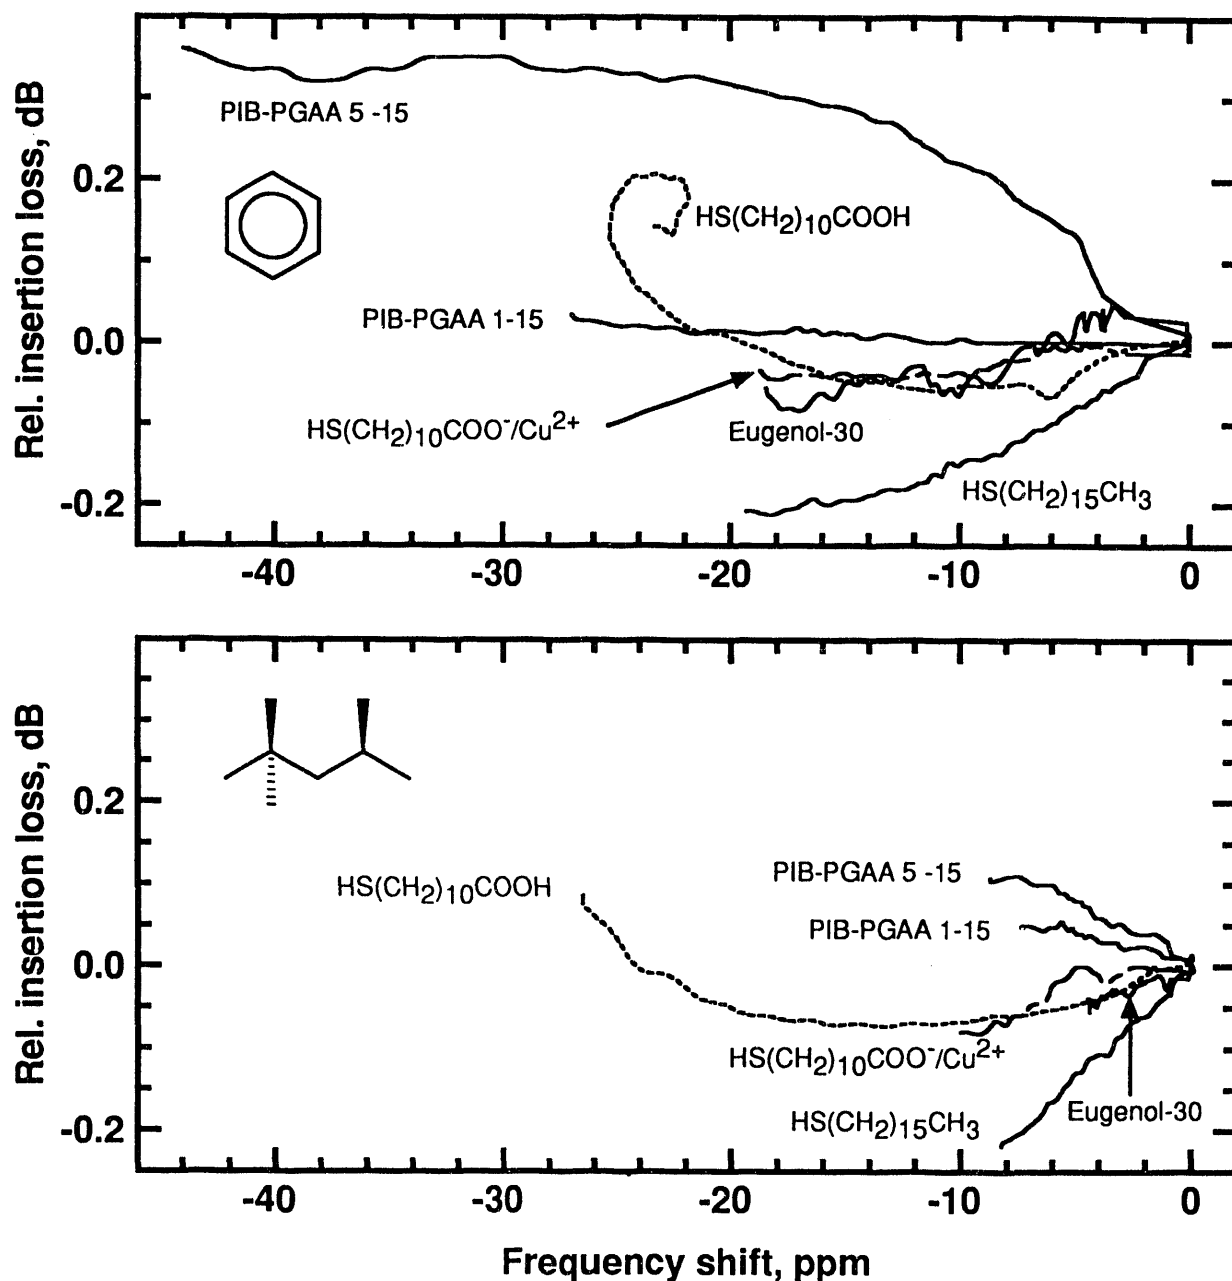 Rel. insertion loss, dB
0.2
0.0
-0.2
PIB-PGAA 5 -15
HS(CH2)10COOH
PIB-PGAA 1-15
HS(CH2)10COO-/Cu2+
Eugenol-30
HS(CH2)15CH3
-40 -30 -20 -10 0
Rel. insertion loss, dB
0.2
0.0
-0.2
HS(CH2)10COOH
PIB-PGAA 5 -15
PIB-PGAA 1-15
HS(CH2)10COO-/Cu2+
HS(CH2)15CH3
Eugenol-30
-40 -30 -20 -10 0
Frequency shift, ppm